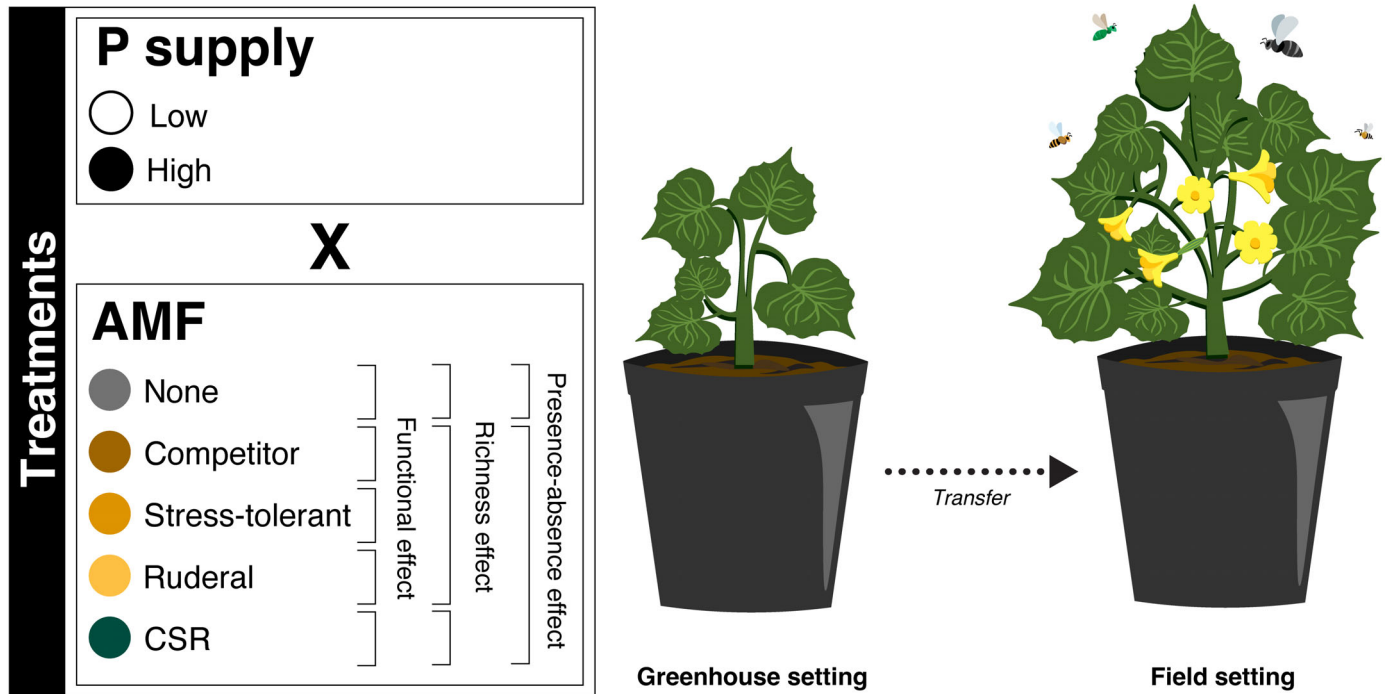 Treatments
P supply
Low
High
X
AMF
None
Competitor
Stress-tolerant
Ruderal
CSR
Functional effect
Richness effect
Presence-absence effect
Transfer
Greenhouse setting
Field setting